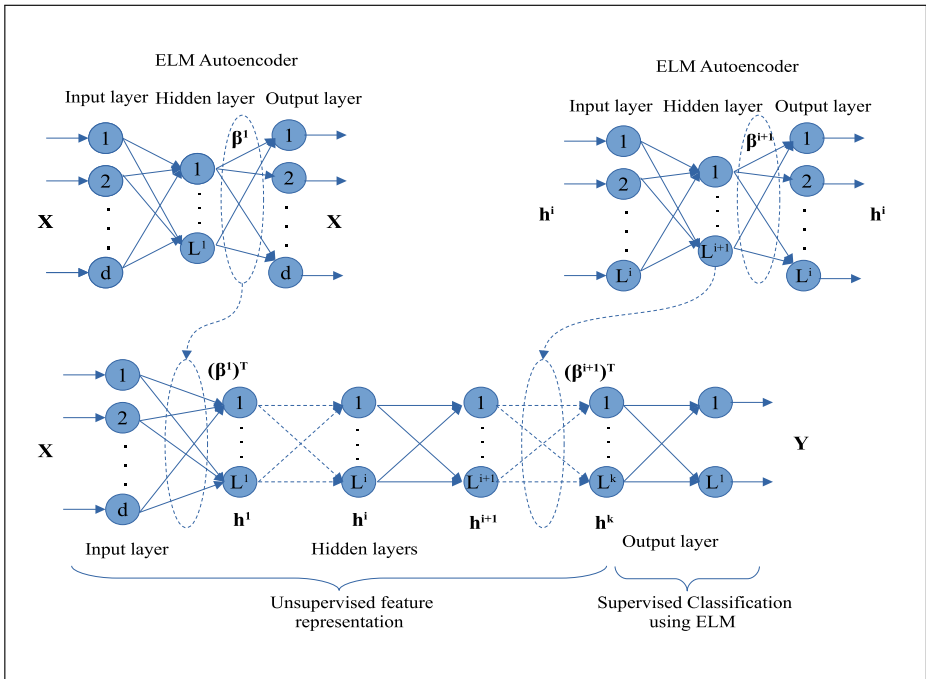 ELM Autoencoder
Input layer Hidden layer Output layer
β¹
1 1 1
2 2
X X
L¹
d d
ELM Autoencoder
Input layer Hidden layer Output layer
βⁱ⁺¹
1 1 1
2 2
hⁱ hⁱ
Lⁱ Lⁱ⁺¹ Lⁱ
(β¹)ᵀ (βⁱ⁺¹)ᵀ
1 1 1 1 1 1
2
X Y
d L¹ Lⁱ Lⁱ⁺¹ Lᵏ L¹
h¹ hⁱ hⁱ⁺¹ hᵏ
Input layer Hidden layers Output layer
Unsupervised feature
representation
Supervised Classification
using ELM